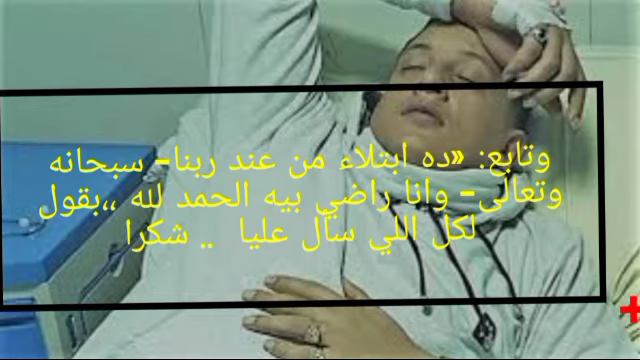 وتابع: «ده ابتلاء من عند ربنا- سبحانه
وتعالى- وانا راضي بيه الحمد لله ،،بقول
لكل اللي سأل عليا .. شكرا